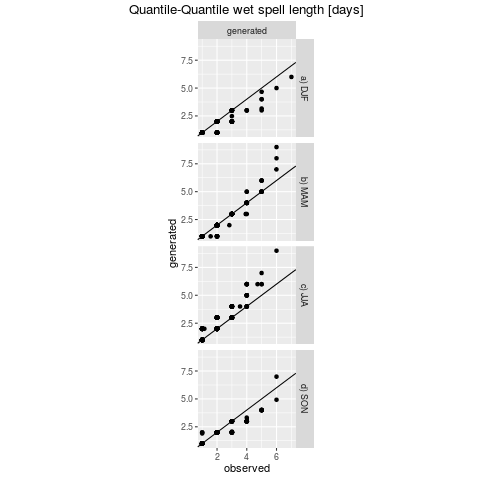 Quantile-Quantile wet spell length [days]
generated
7.5
5.0
2.5
a) DJF
7.5
5.0
2.5
b) MAM
generated
7.5
5.0
2.5
c) JJA
7.5
5.0
2.5
d) SON
2 4 6
observed